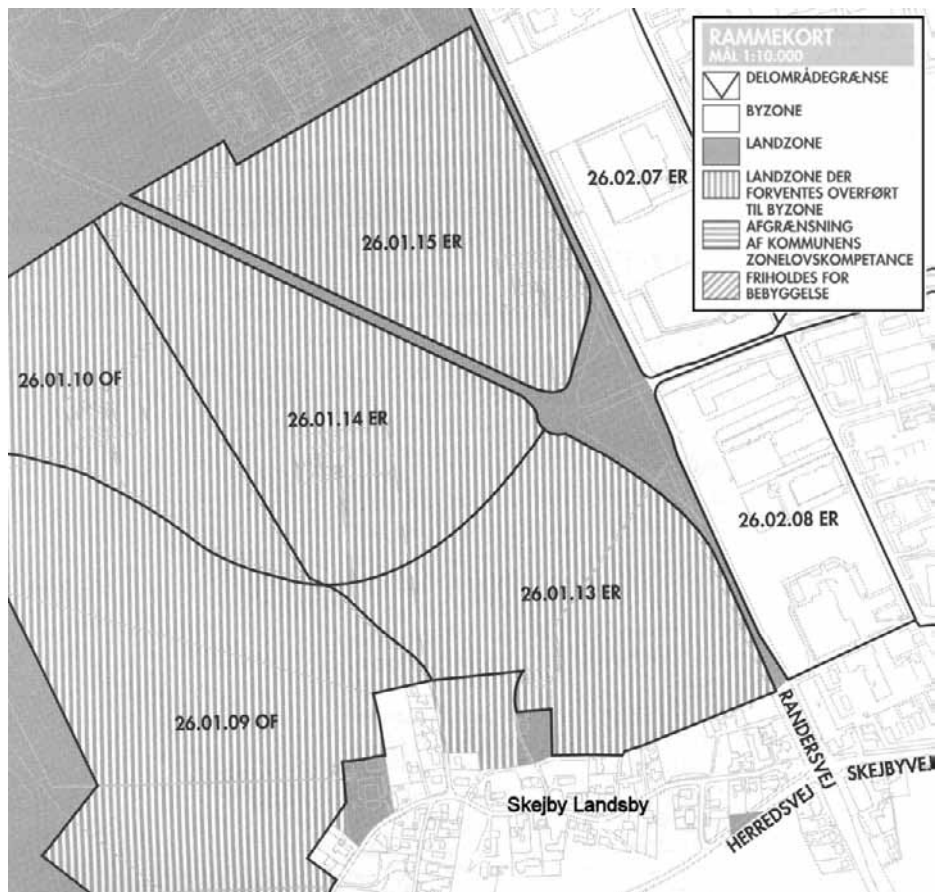 RAMMEKORT
MÅL 1:10.000
DELOMRÅDEGRÆNSE
BYZONE
LANDZONE
LANDZONE DER
FORVENTES OVERFØRT
TIL BYZONE
AFGRÆNSNING
AF KOMMUNENS
ZONELOVSKOMPETANCE
FRIHOLDES FOR
BEBYGGELSE
26.02.07 ER
26.01.15 ER
26.01.10 OF
26.01.14 ER
26.02.08 ER
26.01.13 ER
26.01.09 OF
RANDERSVEJ
SKEJBYVEJ
HERREDSVEJ
Skejby Landsby